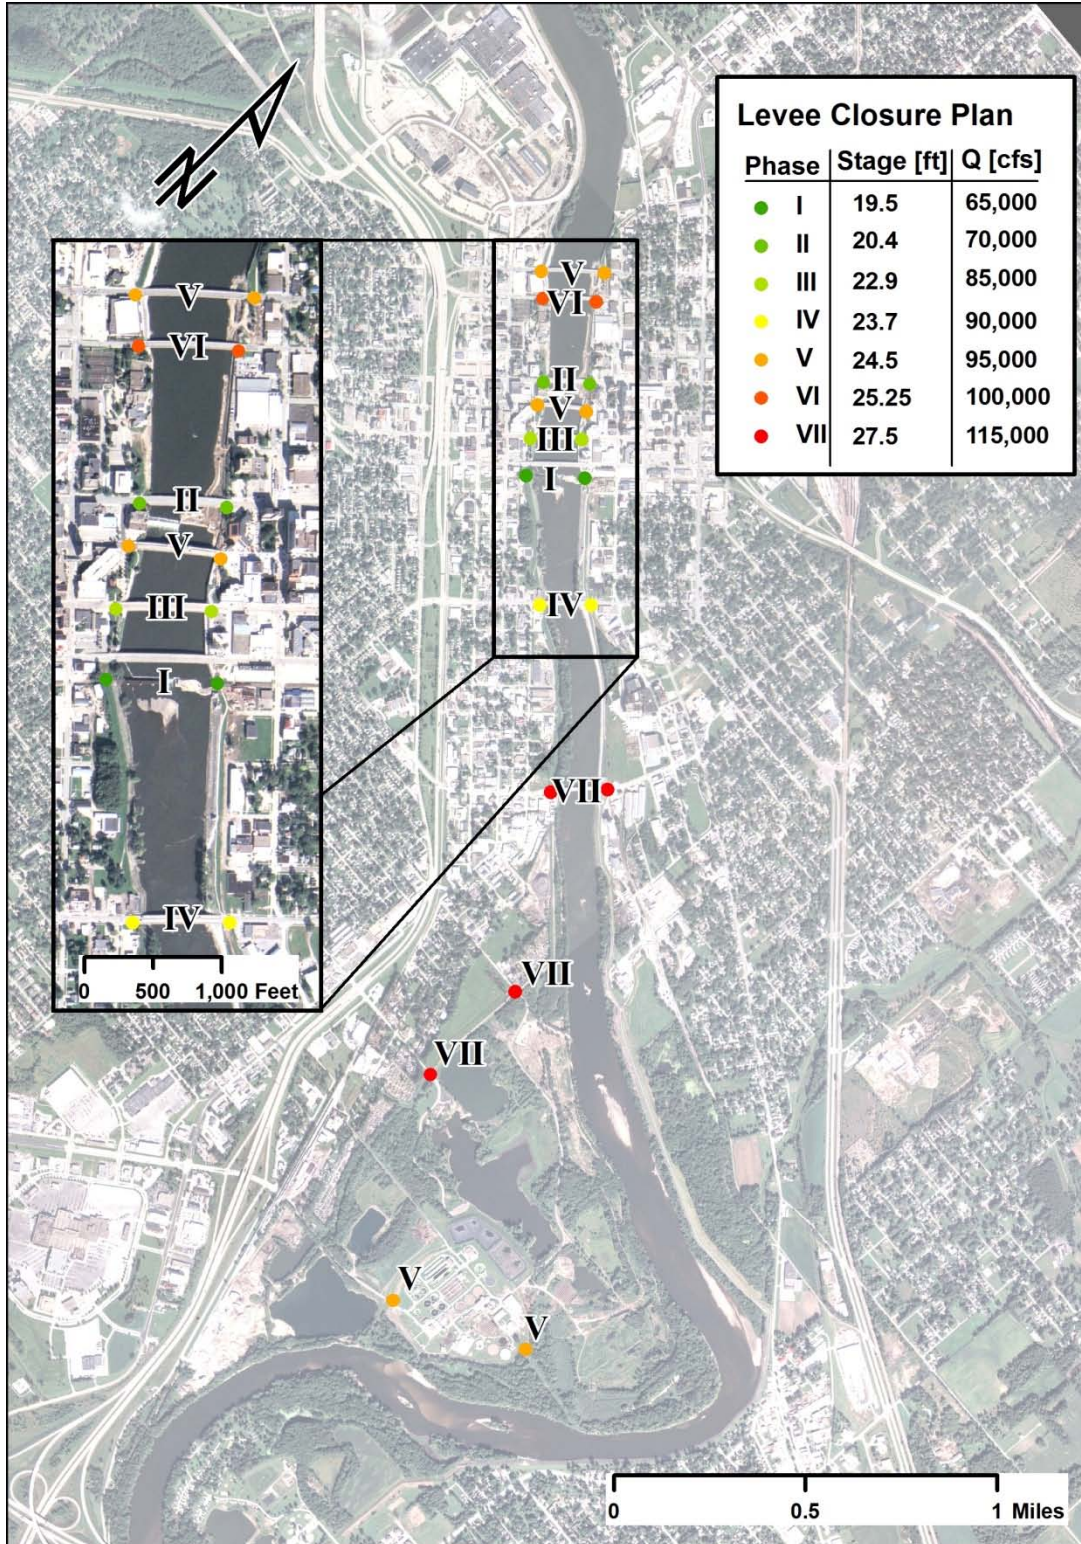 N
Levee Closure Plan
Phase Stage [ft] Q [cfs]
I 19.5 65,000
II 20.4 70,000
III 22.9 85,000
IV 23.7 90,000
V 24.5 95,000
VI 25.25 100,000
VII 27.5 115,000
V
VI
II
V
III
I
IV
0 500 1,000 Feet
V
VI
II
V
III
I
IV
VII
VII
VII
V
V
0 0.5 1 Miles